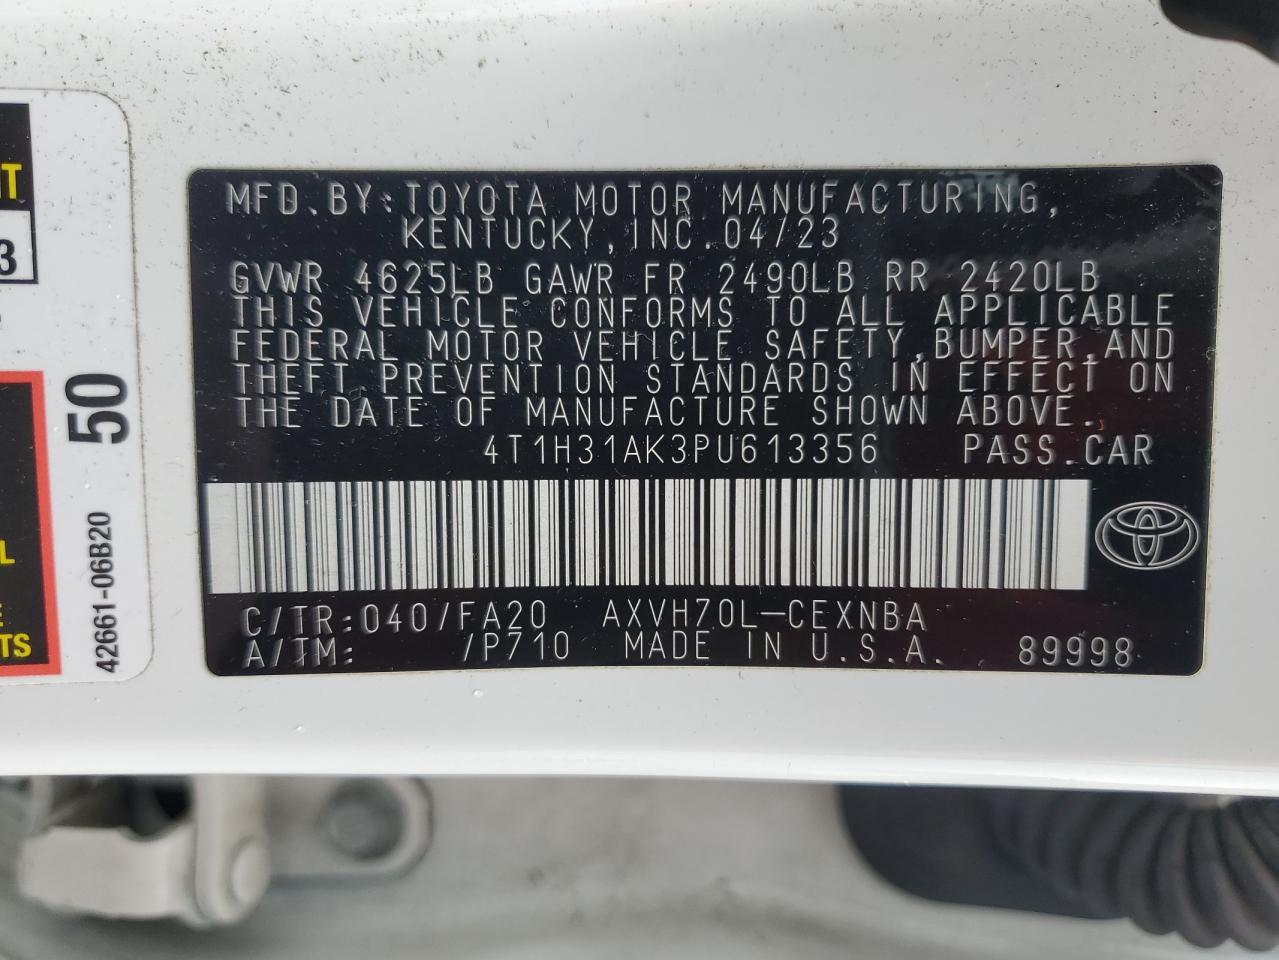 MFD.BY:TOYOTA MOTOR MANUFACTURING,
KENTUCKY,INC.04/23
GVWR 4625LB GAWR FR 2490LB RR 2420LB
THIS VEHICLE CONFORMS TO ALL APPLICABLE
FEDERAL MOTOR VEHICLE SAFETY,BUMPER,AND
THEFT PREVENTION STANDARDS IN EFFECT ON
THE DATE OF MANUFACTURE SHOWN ABOVE.
4T1H31AK3PU613356 PASS.CAR
C/TR:040/FA20 AXVH70L-CEXNBA
A/TM: /P710 MADE IN U.S.A. 89998
50
42661-06B20
3